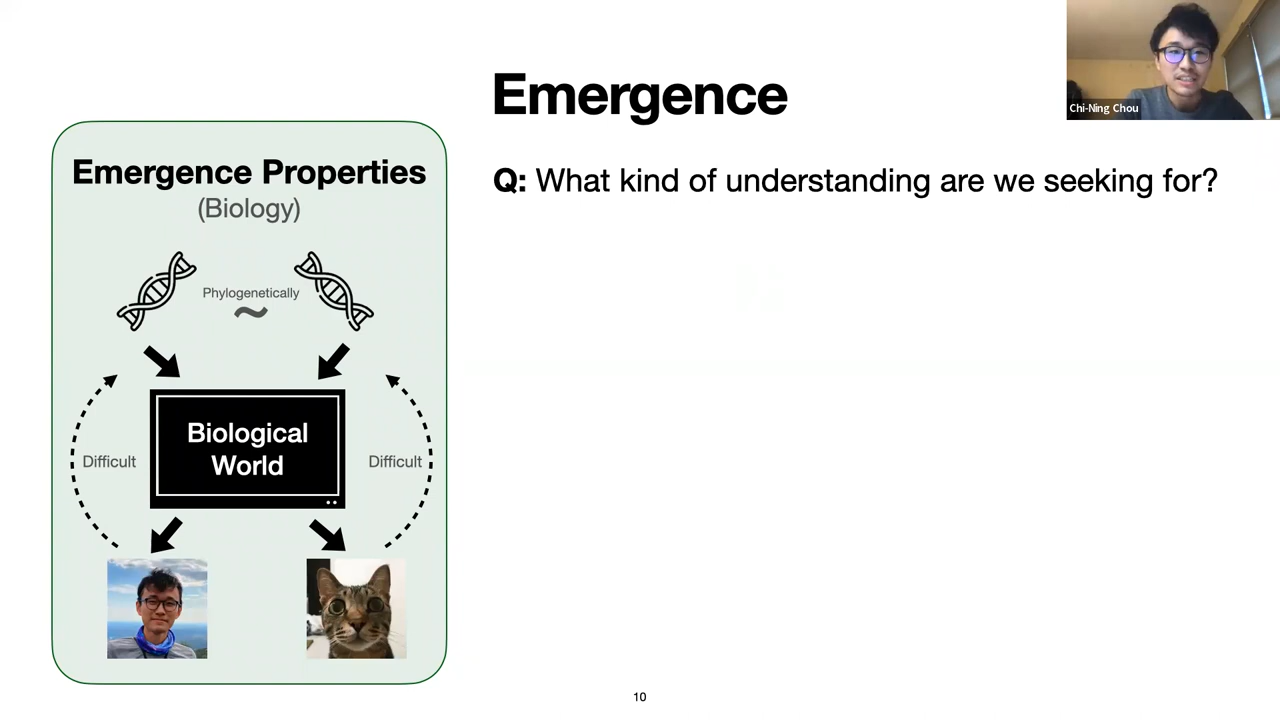 Emergence
Chi-Ning Chou
Emergence Properties
(Biology)
Q: What kind of understanding are we seeking for?
Phylogenetically
~
Biological
World
Difficult
Difficult
10